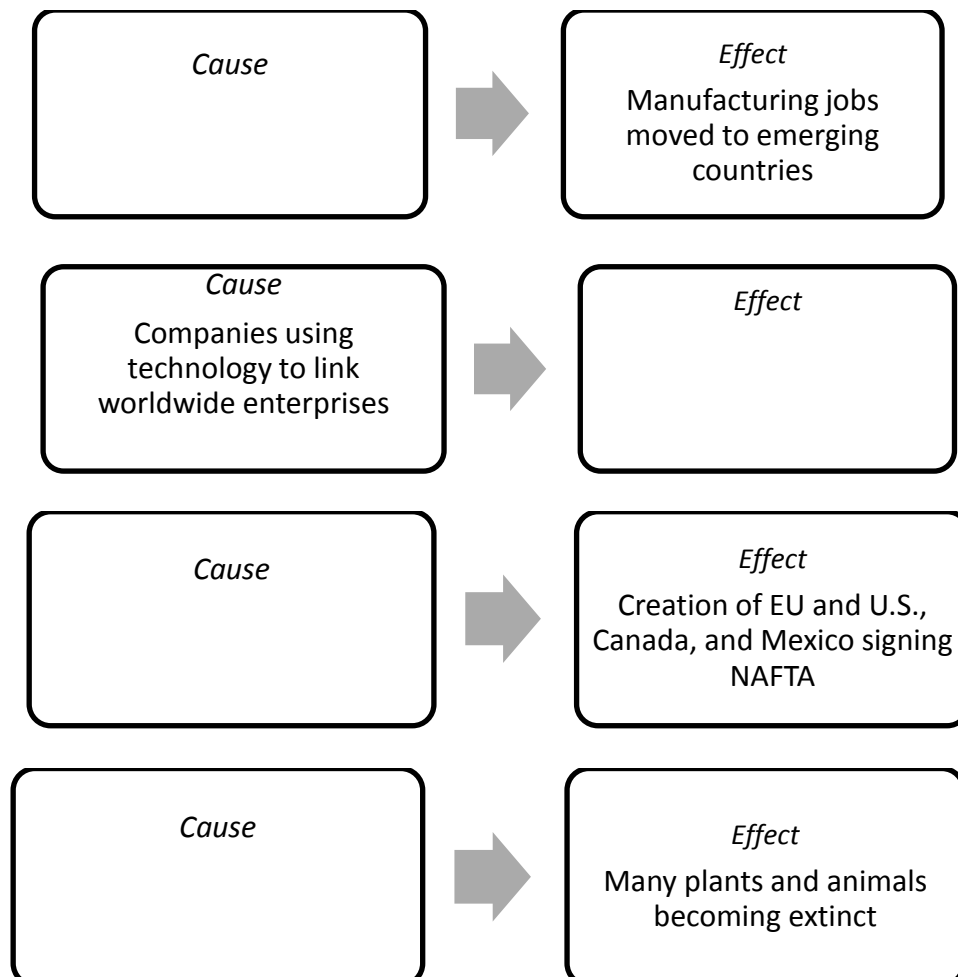 Cause
Effect
Manufacturing jobs
moved to emerging
countries
Cause
Companies using
technology to link
worldwide enterprises
Effect
Cause
Effect
Creation of EU and U.S.,
Canada, and Mexico signing
NAFTA
Cause
Effect
Many plants and animals
becoming extinct